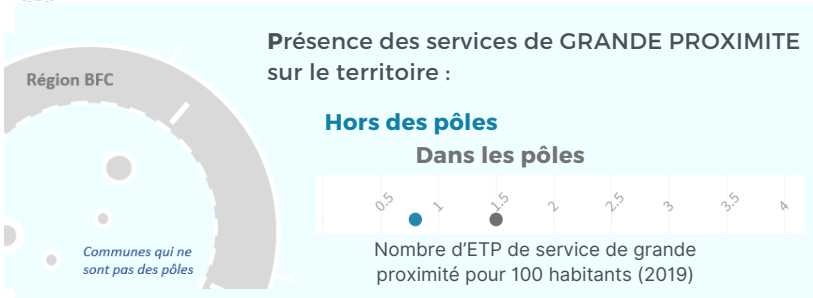 Présence des services de GRANDE PROXIMITE
sur le territoire :
Région BFC
Hors des pôles
Dans les pôles
0.5 1 1.5 2 2.5 3 3.5 4
Communes qui ne
sont pas des pôles
Nombre d'ETP de service de grande
proximité pour 100 habitants (2019)